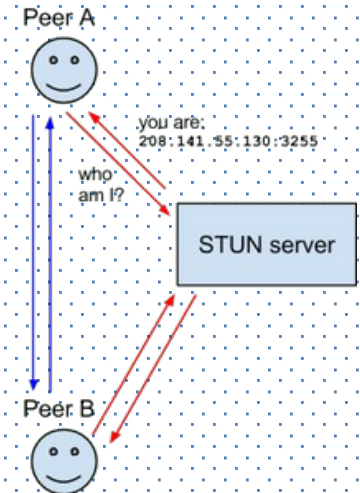 Peer A
you are:
208.141.55.130:3255
who
am I?
STUN server
Peer B